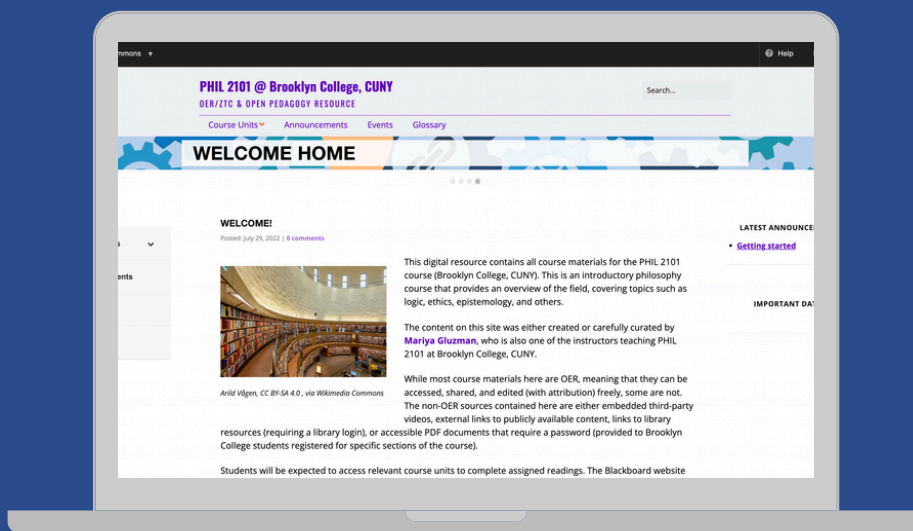 Help
PHIL 2101 @ Brooklyn College, CUNY
Search...
OER/ZTC & OPEN PEDAGOGY RESOURCE
Course Units
Announcements
Events
Glossary
WELCOME HOME
WELCOME!
Posted: July 29, 2022 | 0 comments
This digital resource contains all course materials for the PHIL 2101
course (Brooklyn College, CUNY). This is an introductory philosophy
course that provides an overview of the field, covering topics such as
logic, ethics, epistemology, and others.
The content on this site was either created or carefully curated by
Mariya Gluzman, who is also one of the instructors teaching PHIL
2101 at Brooklyn College, CUNY.
Arild Vågen, CC BY-SA 4.0 , via Wikimedia Commons
While most course materials here are OER, meaning that they can be
accessed, shared, and edited (with attribution) freely, some are not.
The non-OER sources contained here are either embedded third-party
videos, external links to publicly available content, links to library
resources (requiring a library login), or accessible PDF documents that require a password (provided to Brooklyn
College students registered for specific sections of the course).
Students will be expected to access relevant course units to complete assigned readings. The Blackboard website
LATEST ANNOUNCE
Getting started
IMPORTANT DAT